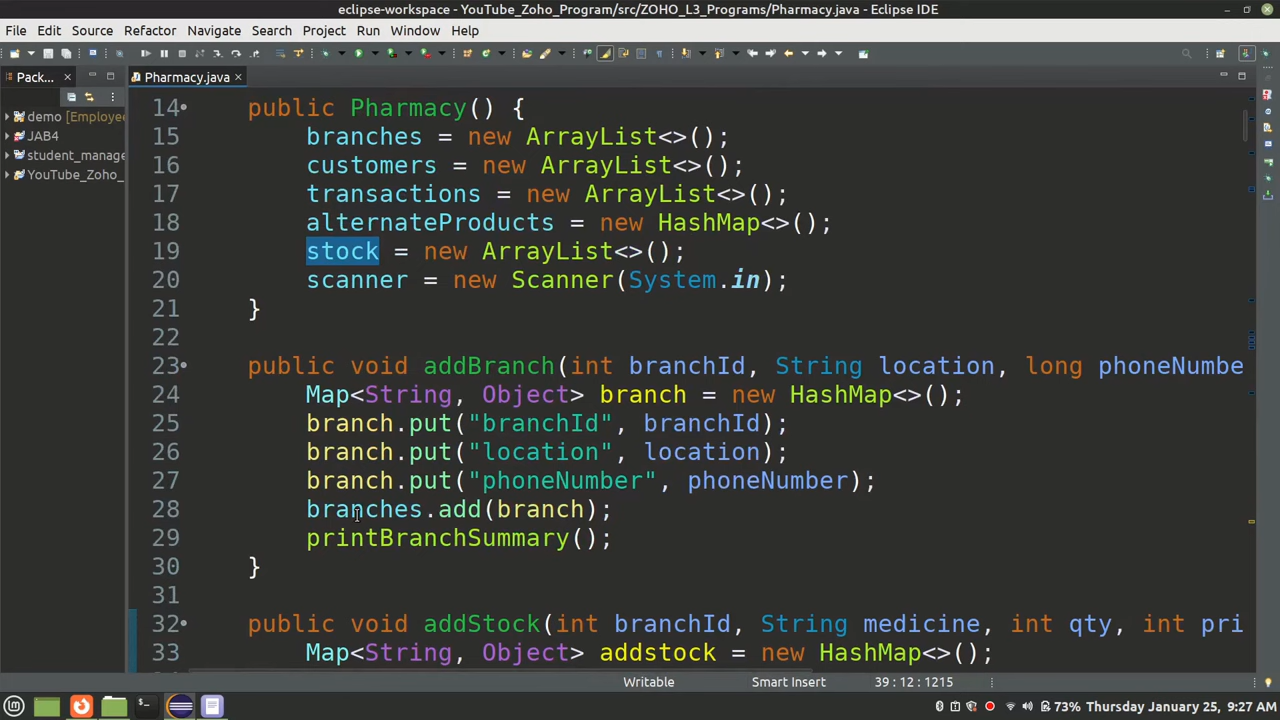 eclipse-workspace - YouTube_Zoho_Program/src/ZOHO_L3_Programs/Pharmacy.java - Eclipse IDE
File Edit Source Refactor Navigate Search Project Run Window Help
Pack... Pharmacy.java
demo [Employee
JAB4
student_manage
YouTube_Zoho_
14 public Pharmacy() {
15 branches = new ArrayList<>();
16 customers = new ArrayList<>();
17 transactions = new ArrayList<>();
18 alternateProducts = new HashMap<>();
19 stock = new ArrayList<>();
20 scanner = new Scanner(System.in);
21 }
22
23 public void addBranch(int branchId, String location, long phoneNumbe
24 Map<String, Object> branch = new HashMap<>();
25 branch.put("branchId", branchId);
26 branch.put("location", location);
27 branch.put("phoneNumber", phoneNumber);
28 branches.add(branch);
29 printBranchSummary();
30 }
31
32 public void addStock(int branchId, String medicine, int qty, int pri
33 Map<String, Object> addstock = new HashMap<>();
Writable Smart Insert 39 : 12 : 1215
73% Thursday January 25, 9:27 AM